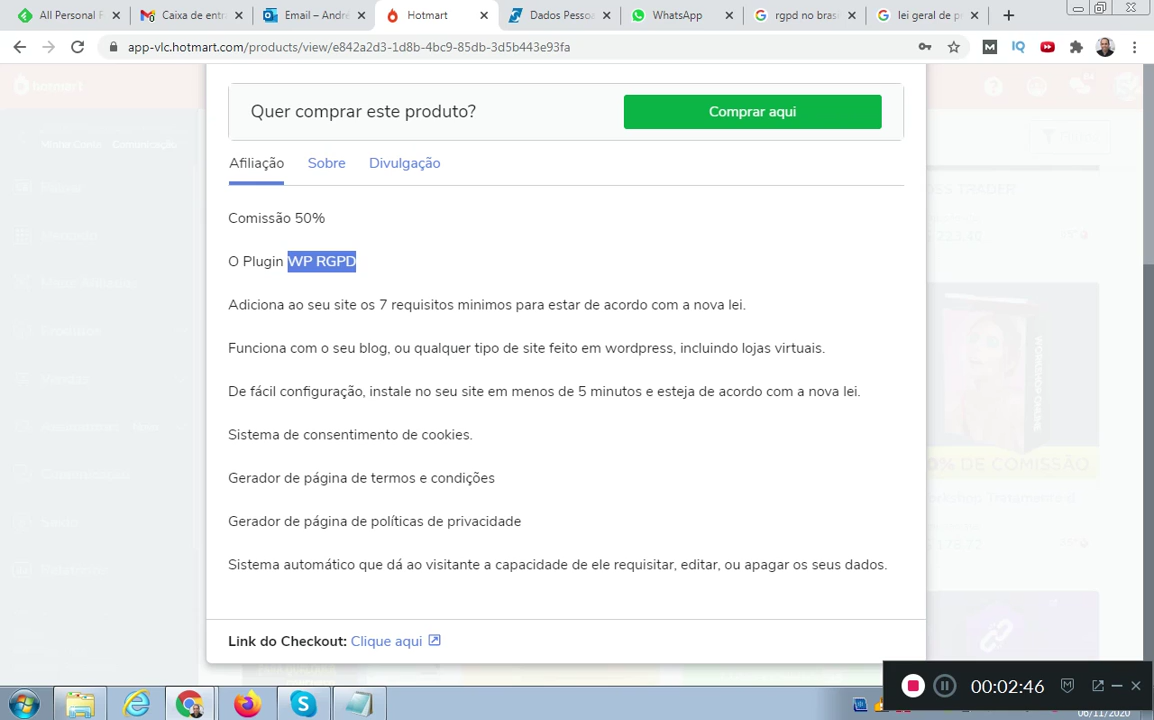 All Personal F
Caixa de entr
Email – Andre
Hotmart
Dados Pessoa
WhatsApp
rgpd no brasi
lei geral de p
app-vlc.hotmart.com/products/view/e842a2d3-1d8b-4bc9-85db-3d5b443e93fa
hotmart
Quer comprar este produto?
Comprar aqui
Afiliação Sobre Divulgação
Comissão 50%
O Plugin WP RGPD
Adiciona ao seu site os 7 requisitos minimos para estar de acordo com a nova lei.
Funciona com o seu blog, ou qualquer tipo de site feito em wordpress, incluindo lojas virtuais.
De fácil configuração, instale no seu site em menos de 5 minutos e esteja de acordo com a nova lei.
Sistema de consentimento de cookies.
Gerador de página de termos e condições
Gerador de página de políticas de privacidade
Sistema automático que dá ao visitante a capacidade de ele requisitar, editar, ou apagar os seus dados.
Link do Checkout: Clique aqui
% DE COMISSÃO
00:02:46
06/11/2020